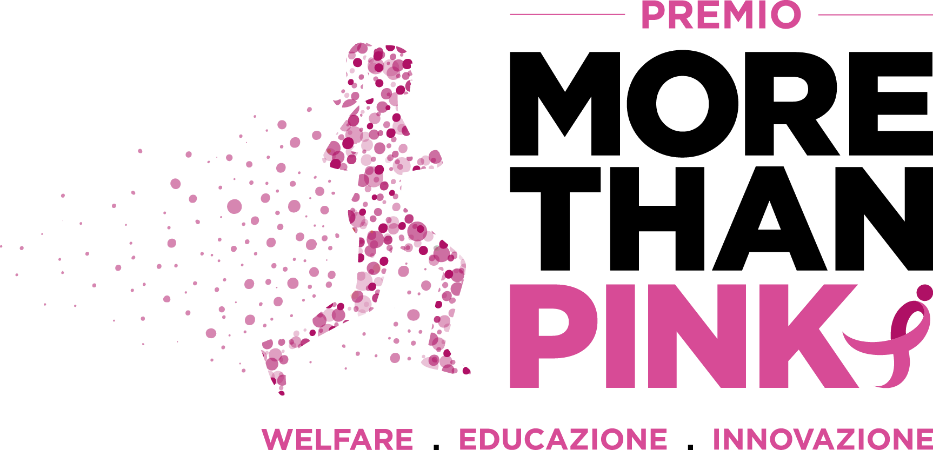 PREMIO
MORE
THAN
PINK
WELFARE . EDUCAZIONE . INNOVAZIONE